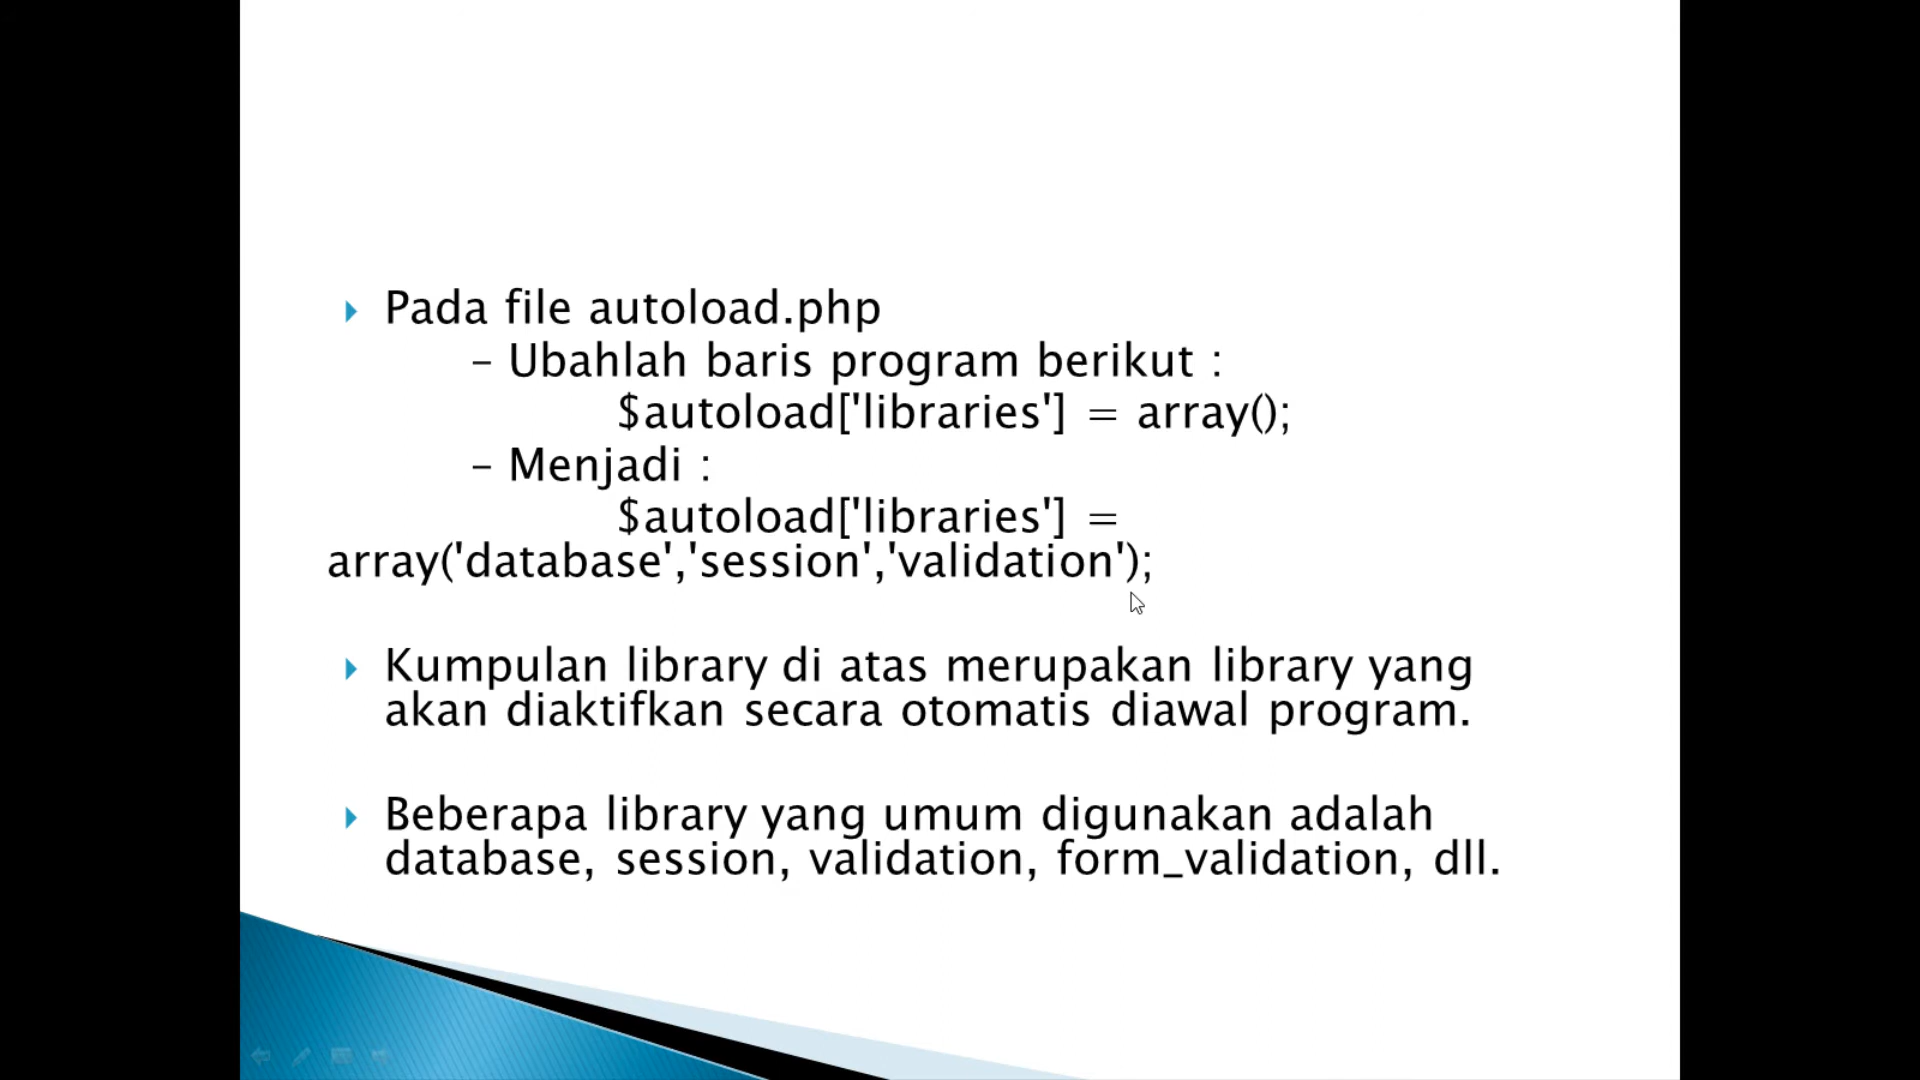 Pada file autoload.php
– Ubahlah baris program berikut :
$autoload['libraries'] = array();
– Menjadi :
$autoload['libraries'] =
array('database','session','validation');
Kumpulan library di atas merupakan library yang
akan diaktifkan secara otomatis diawal program.
Beberapa library yang umum digunakan adalah
database, session, validation, form_validation, dll.